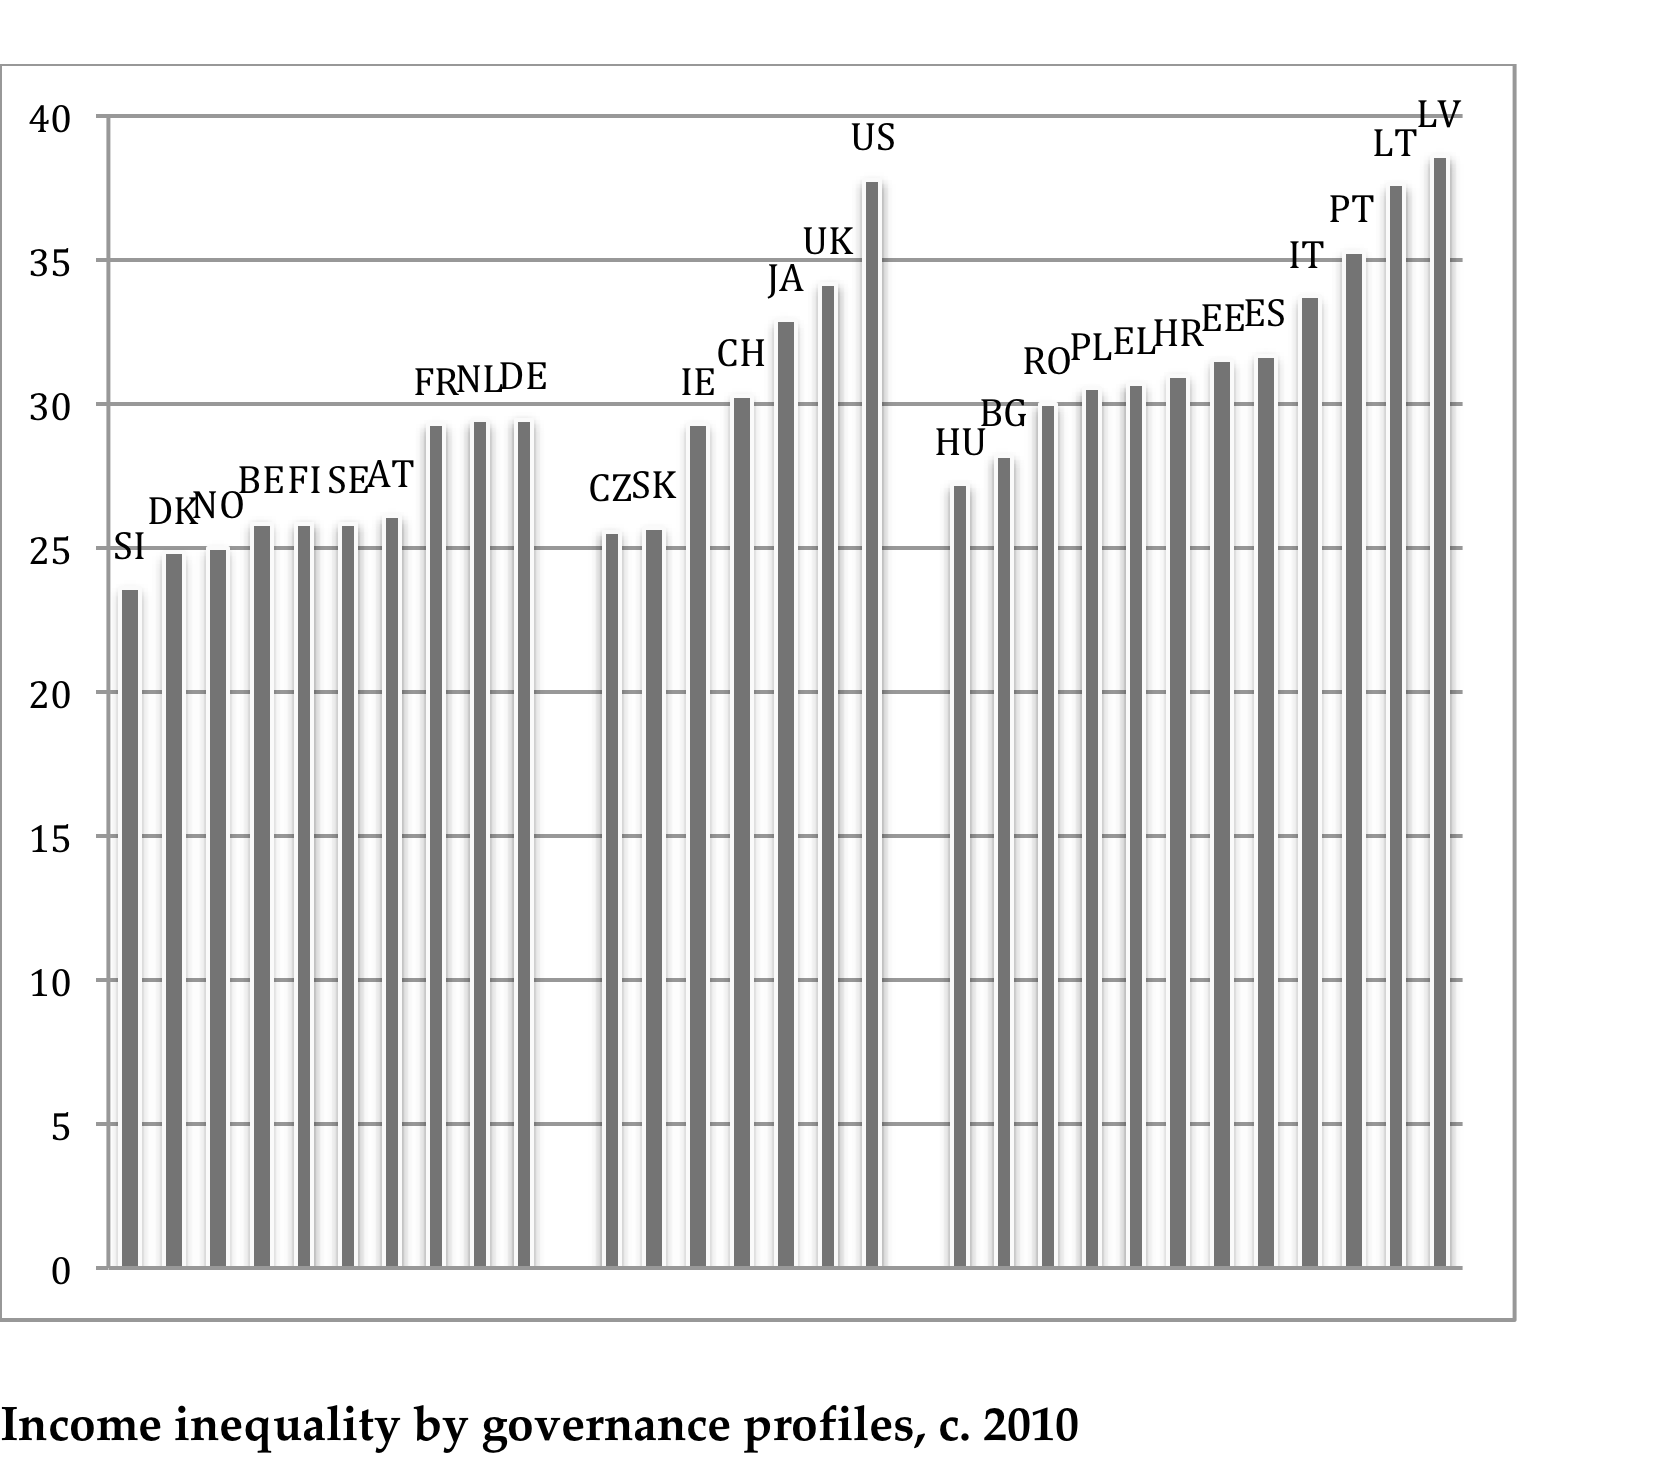 40
35
30
25
20
15
10
5
0
SI
DK
NO
BE
FI
SE
AT
FR
NL
DE
CZ
SK
IE
CH
JA
UK
US
HU
BG
RO
PL
EL
HR
EE
ES
IT
PT
LT
LV
Income inequality by governance profiles, c. 2010